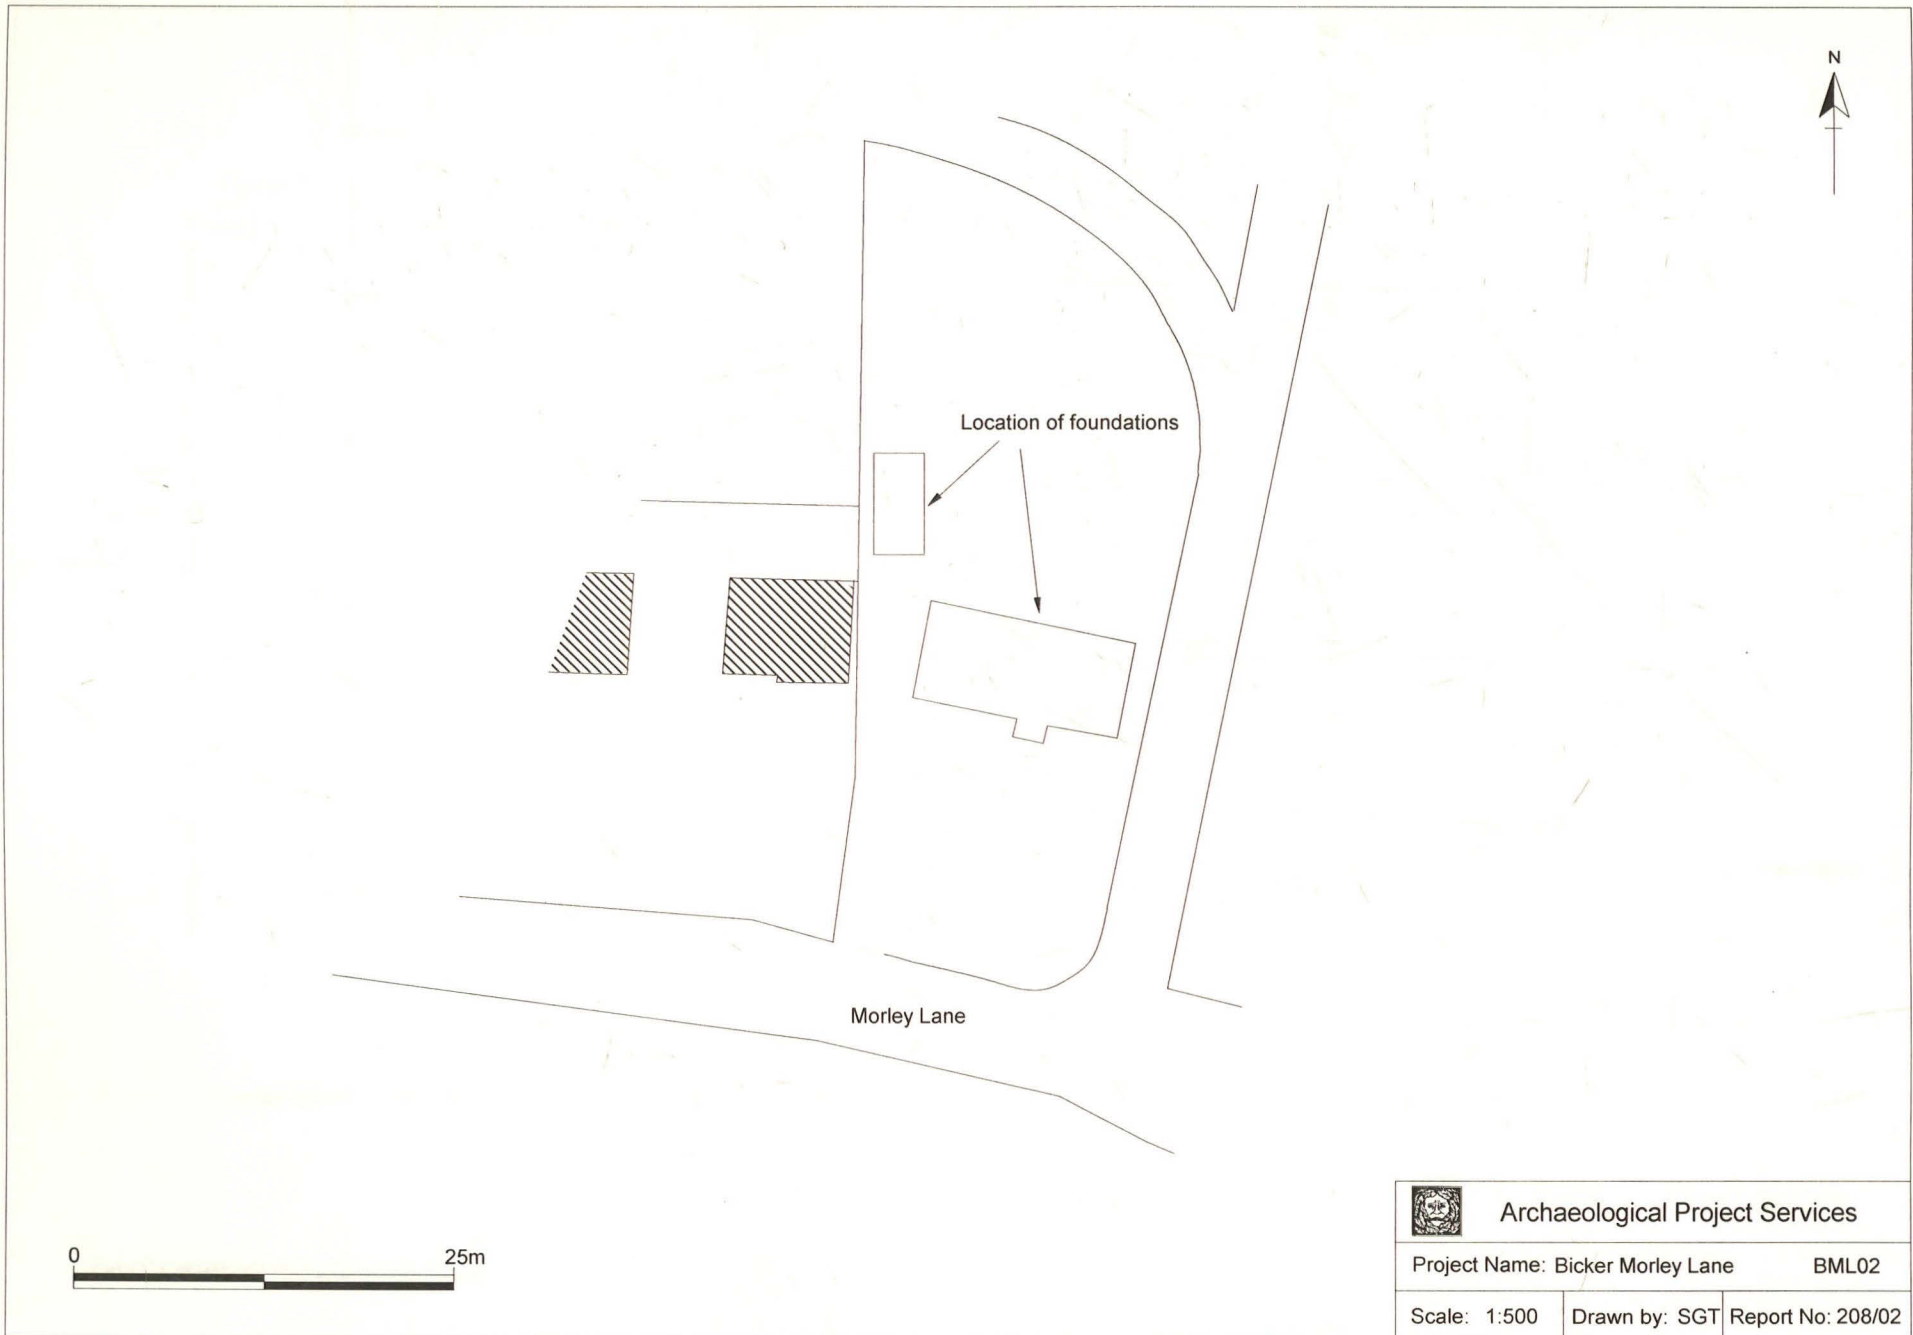 N
Location of foundations
Morley Lane
0 25m
Archaeological Project Services
Project Name: Bicker Morley Lane BML02
Scale: 1:500 Drawn by: SGT Report No: 208/02